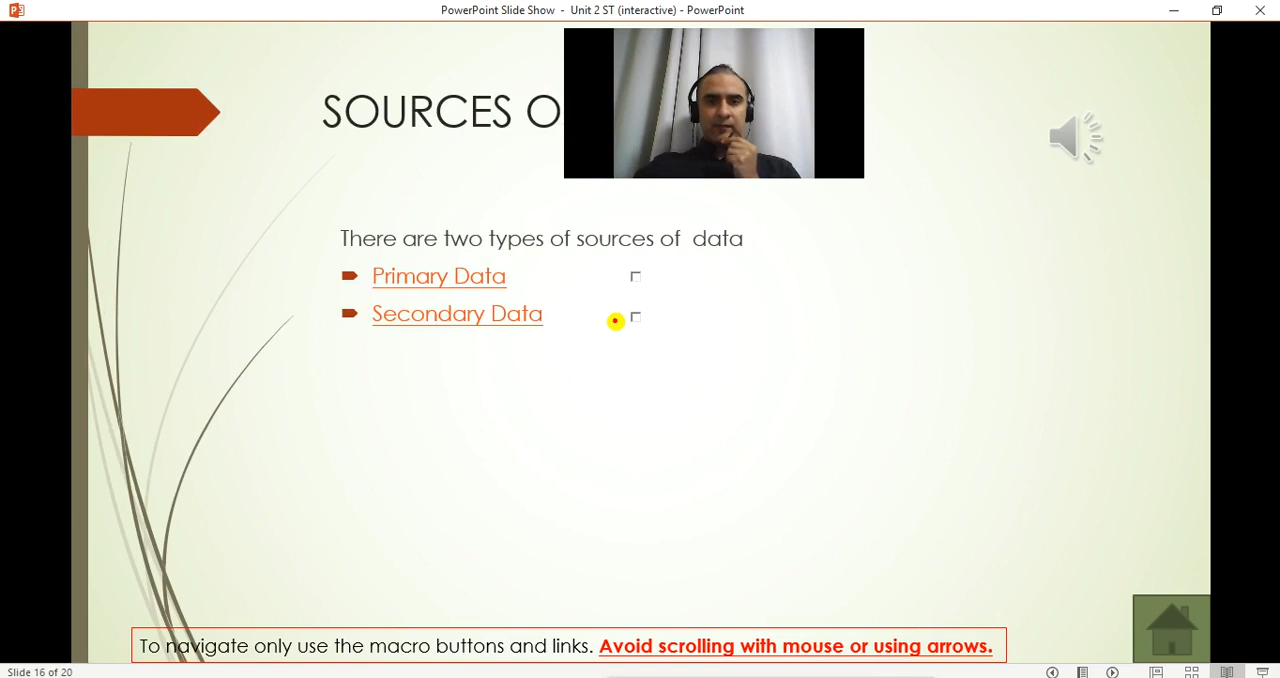 PowerPoint Slide Show - Unit 2 ST (interactive) - PowerPoint
SOURCES O
There are two types of sources of data
Primary Data
Secondary Data
To navigate only use the macro buttons and links. Avoid scrolling with mouse or using arrows.
Slide 16 of 20